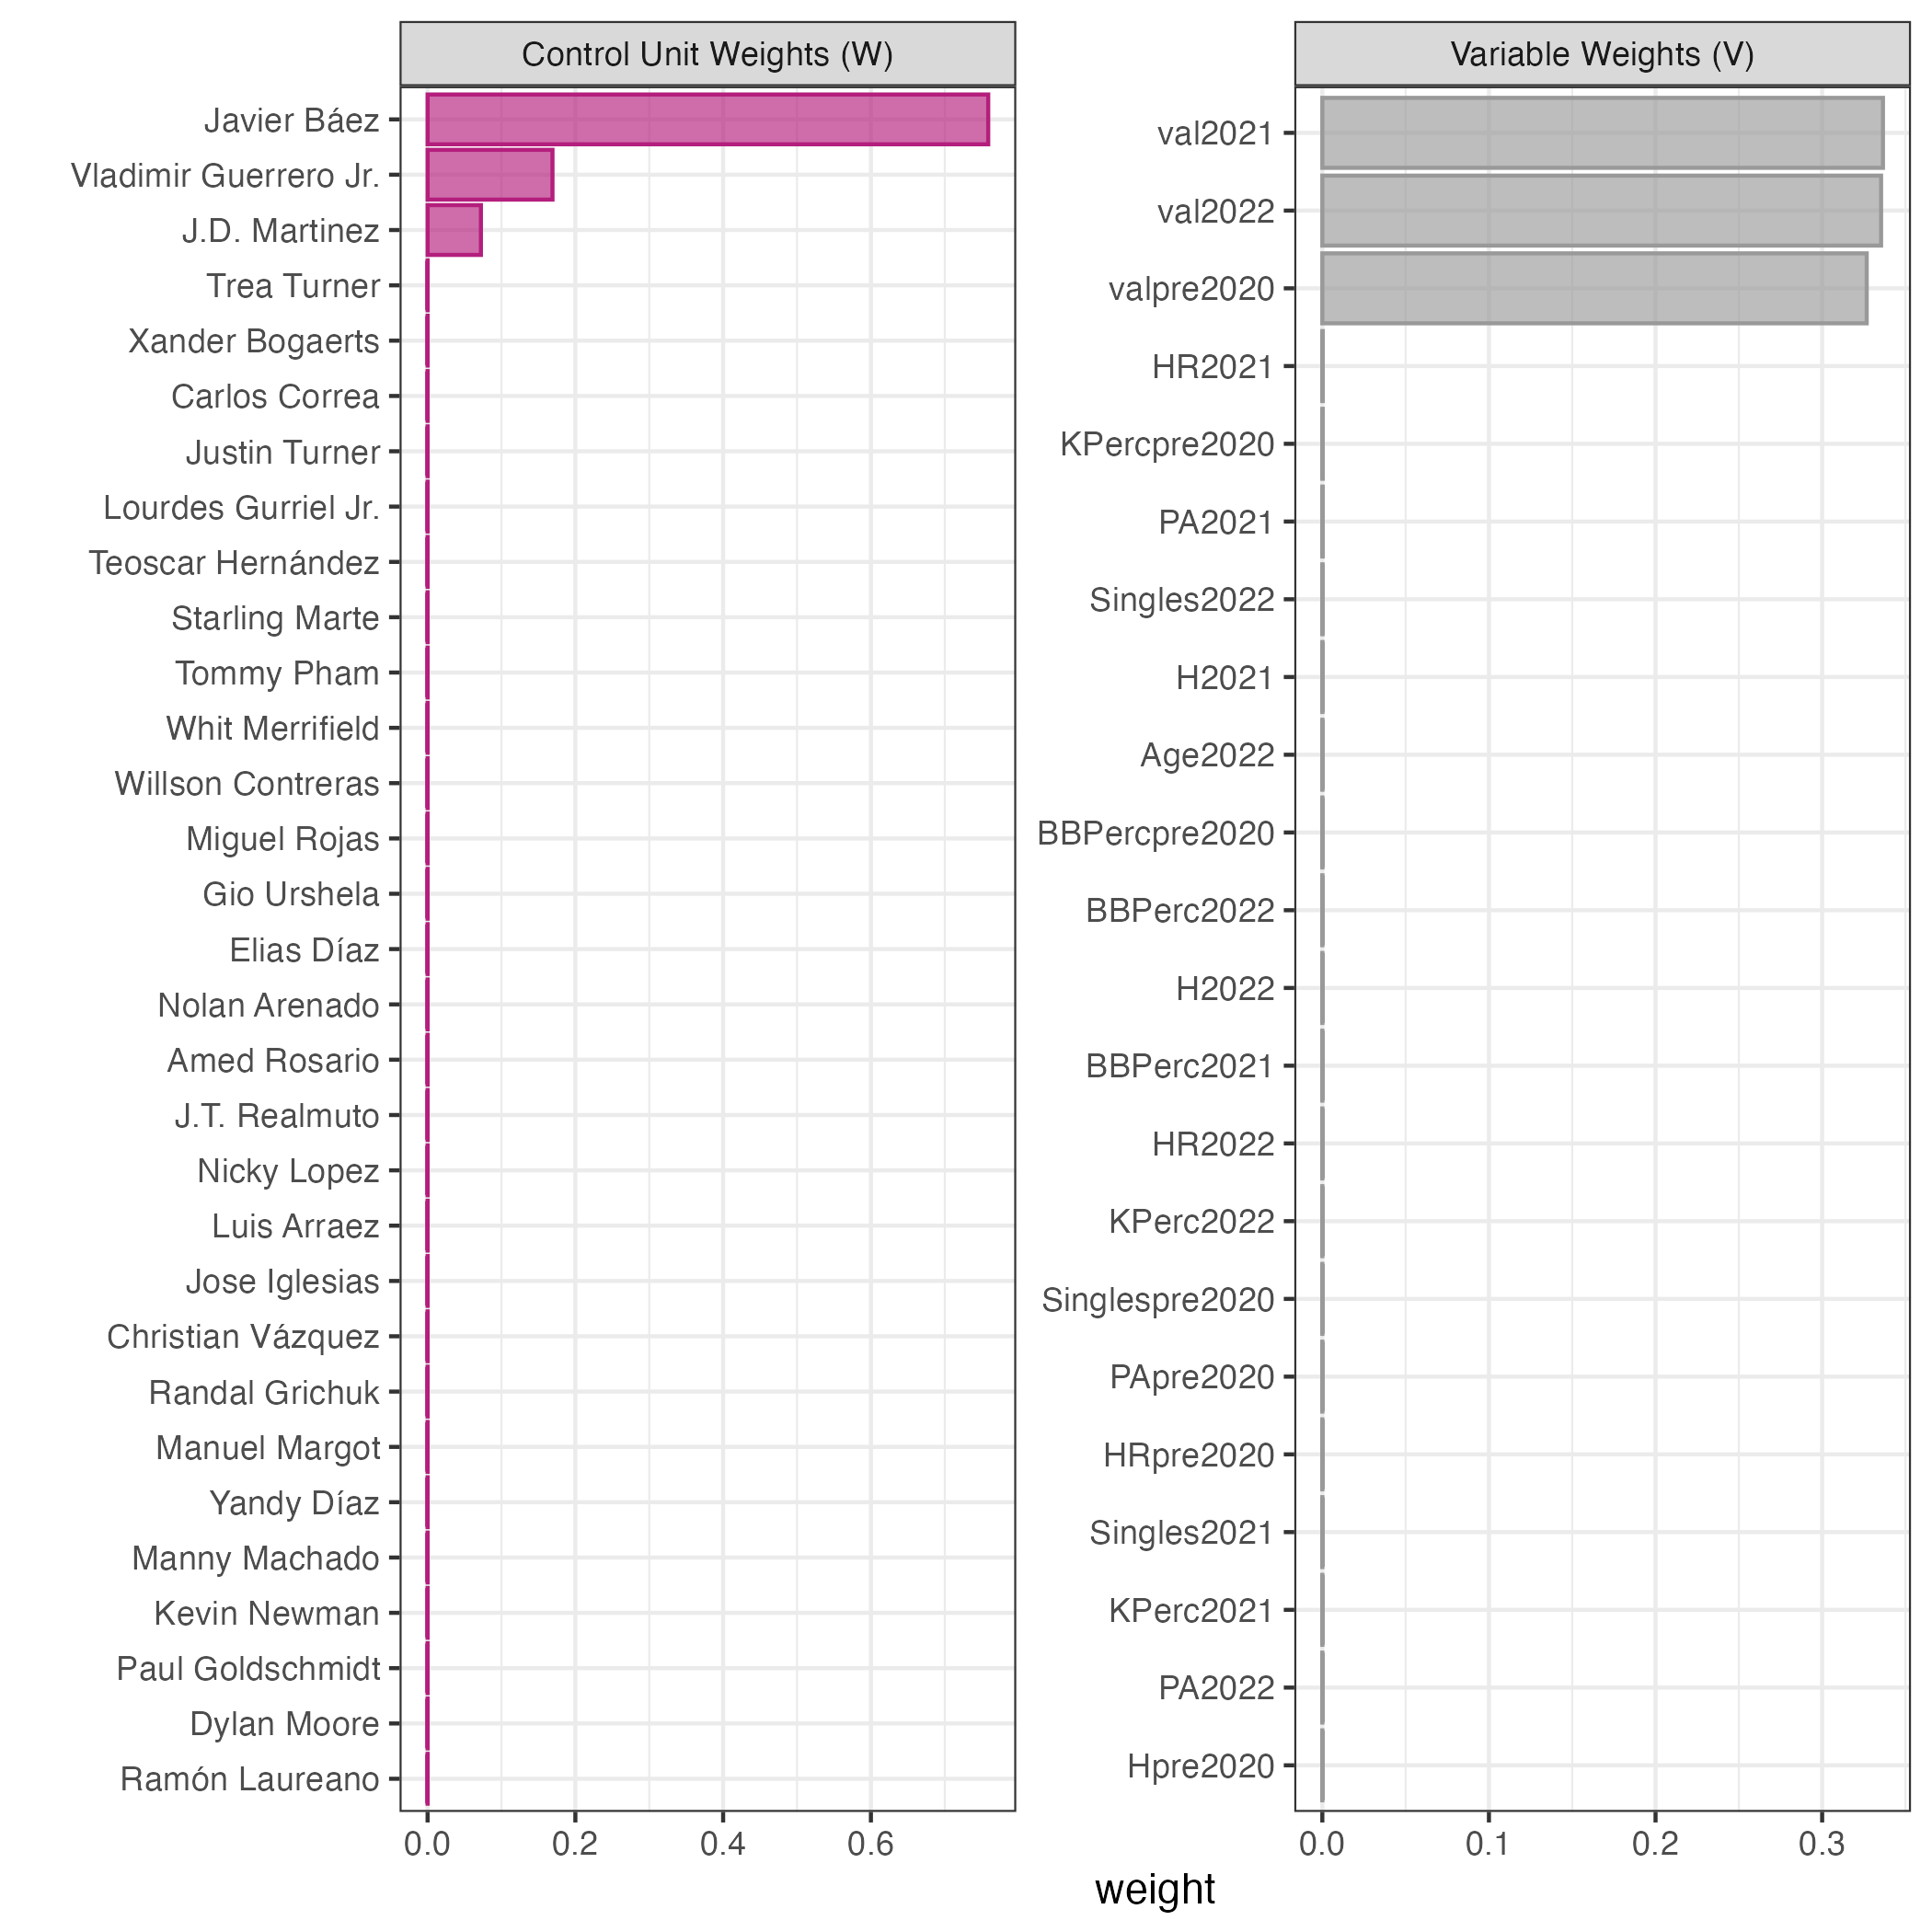 Control Unit Weights (W)
Javier Báez
Vladimir Guerrero Jr.
J.D. Martinez
Trea Turner
Xander Bogaerts
Carlos Correa
Justin Turner
Lourdes Gurriel Jr.
Teoscar Hernández
Starling Marte
Tommy Pham
Whit Merrifield
Willson Contreras
Miguel Rojas
Gio Urshela
Elias Díaz
Nolan Arenado
Amed Rosario
J.T. Realmuto
Nicky Lopez
Luis Arraez
Jose Iglesias
Christian Vázquez
Randal Grichuk
Manuel Margot
Yandy Díaz
Manny Machado
Kevin Newman
Paul Goldschmidt
Dylan Moore
Ramón Laureano
0.0 0.2 0.4 0.6
Variable Weights (V)
val2021
val2022
valpre2020
HR2021
KPercpre2020
PA2021
Singles2022
H2021
Age2022
BBPercpre2020
BBPerc2022
H2022
BBPerc2021
HR2022
KPerc2022
Singlespre2020
PApre2020
HRpre2020
Singles2021
KPerc2021
PA2022
Hpre2020
0.0 0.1 0.2 0.3
weight